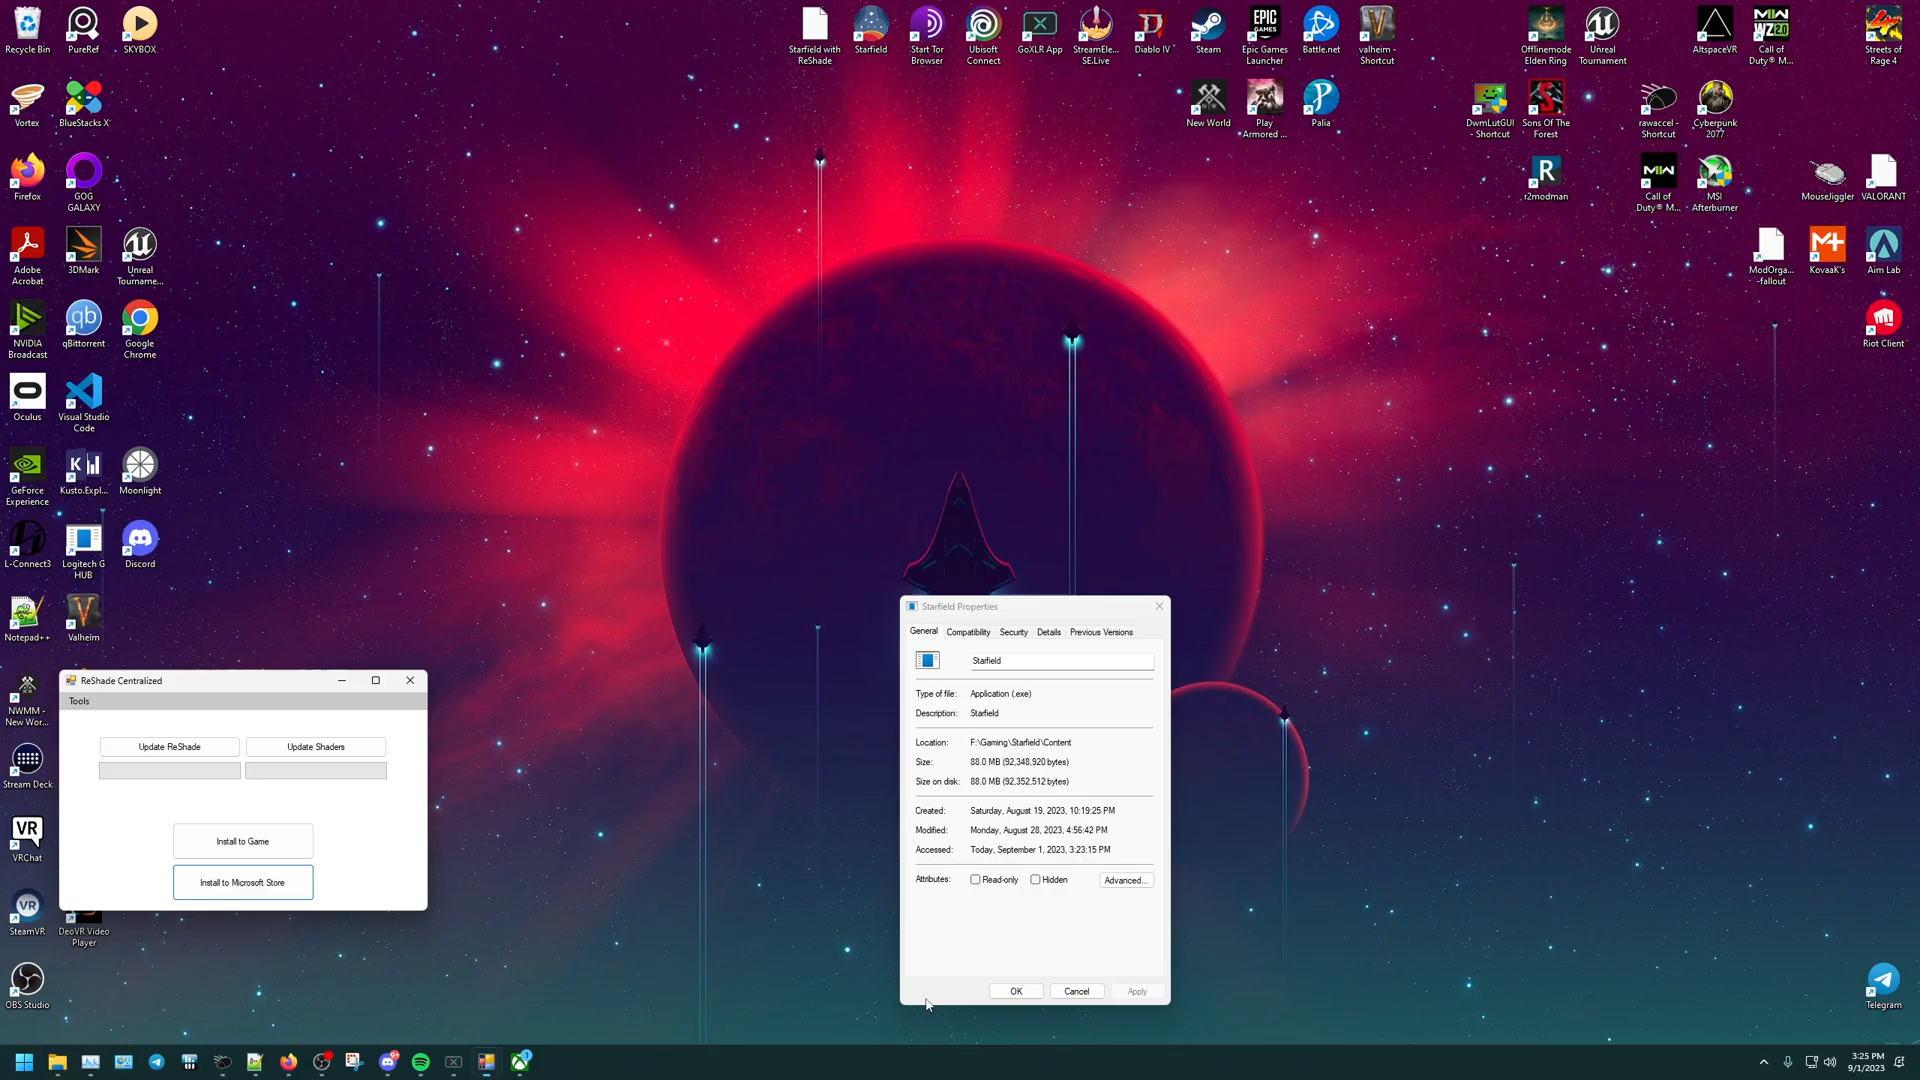 Recycle Bin
PureRef
SKYBOX
Starfield with
ReShade
Starfield
Start Tor
Browser
Ubisoft
Connect
GoXLR App
StreamEle...
SE.Live
Diablo IV
Steam
Epic Games
Launcher
Battle.net
valheim -
Shortcut
Offlinemode
Elden Ring
Unreal
Tournament
AltspaceVR
Call of
Duty® M...
Streets of
Rage 4
Vortex
BlueStacks X
New World
Play
Armored ...
Palia
DwmLutGUI
- Shortcut
Sons Of The
Forest
rawaccel -
Shortcut
Cyberpunk
2077
Firefox
GOG
GALAXY
r2modman
Call of
Duty® M...
MSI
Afterburner
MouseJiggler
VALORANT
Adobe
Acrobat
3DMark
Unreal
Tourname...
ModOrga...
-fallout
KovaaK's
Aim Lab
NVIDIA
Broadcast
qBittorrent
Google
Chrome
Riot Client
Oculus
Visual Studio
Code
GeForce
Experience
Kusto.Expl...
Moonlight
L-Connect3
Logitech G
HUB
Discord
Notepad++
Valheim
NWMM -
New Wor...
Stream Deck
VRChat
SteamVR
DeoVR Video
Player
OBS Studio
Telegram
ReShade Centralized
Tools
Update ReShade
Update Shaders
Install to Game
Install to Microsoft Store
Starfield Properties
General Compatibility Security Details Previous Versions
Starfield
Type of file: Application (.exe)
Description: Starfield
Location: F:\Gaming\Starfield\Content
Size: 88.0 MB (92,348,920 bytes)
Size on disk: 88.0 MB (92,352,512 bytes)
Created: Saturday, August 19, 2023, 10:19:25 PM
Modified: Monday, August 28, 2023, 4:56:42 PM
Accessed: Today, September 1, 2023, 3:23:15 PM
Attributes: Read-only Hidden Advanced...
OK Cancel Apply
3:25 PM
9/1/2023